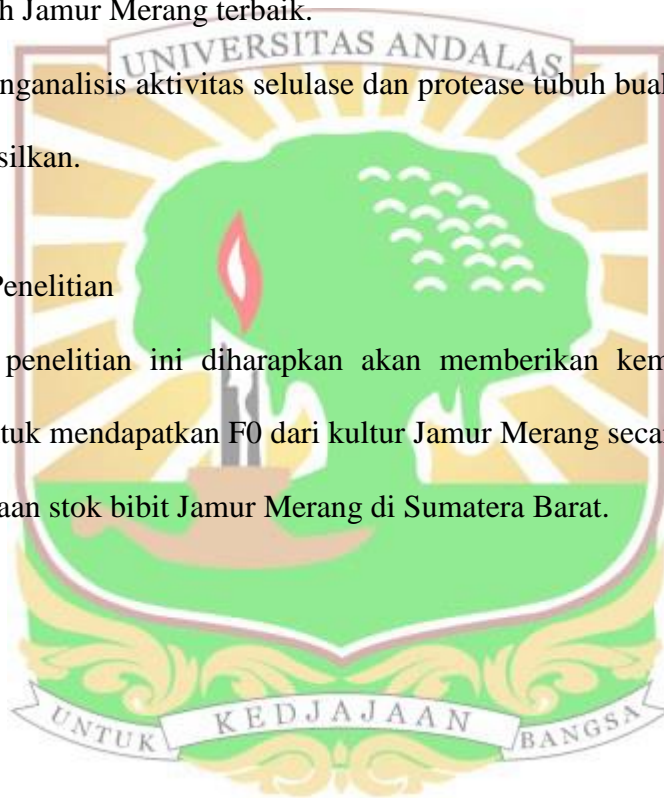 h Jamur Merang terbaik.
UNIVERSITAS ANDALAS
nganalisis aktivitas selulase dan protease tubuh bual
silkan.
Penelitian
penelitian ini diharapkan akan memberikan kem
tuk mendapatkan F0 dari kultur Jamur Merang seca
aan stok bibit Jamur Merang di Sumatera Barat.
UNTUK KEDJAJAAN BANGSA